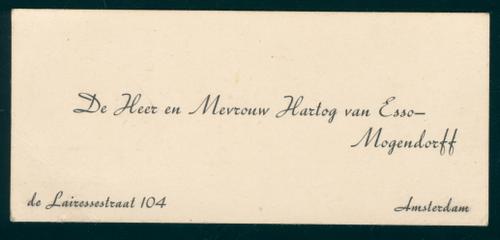 De Heer en Mevrouw Hartog van Esso–
Mogendorff
de Lairessestraat 104
Amsterdam